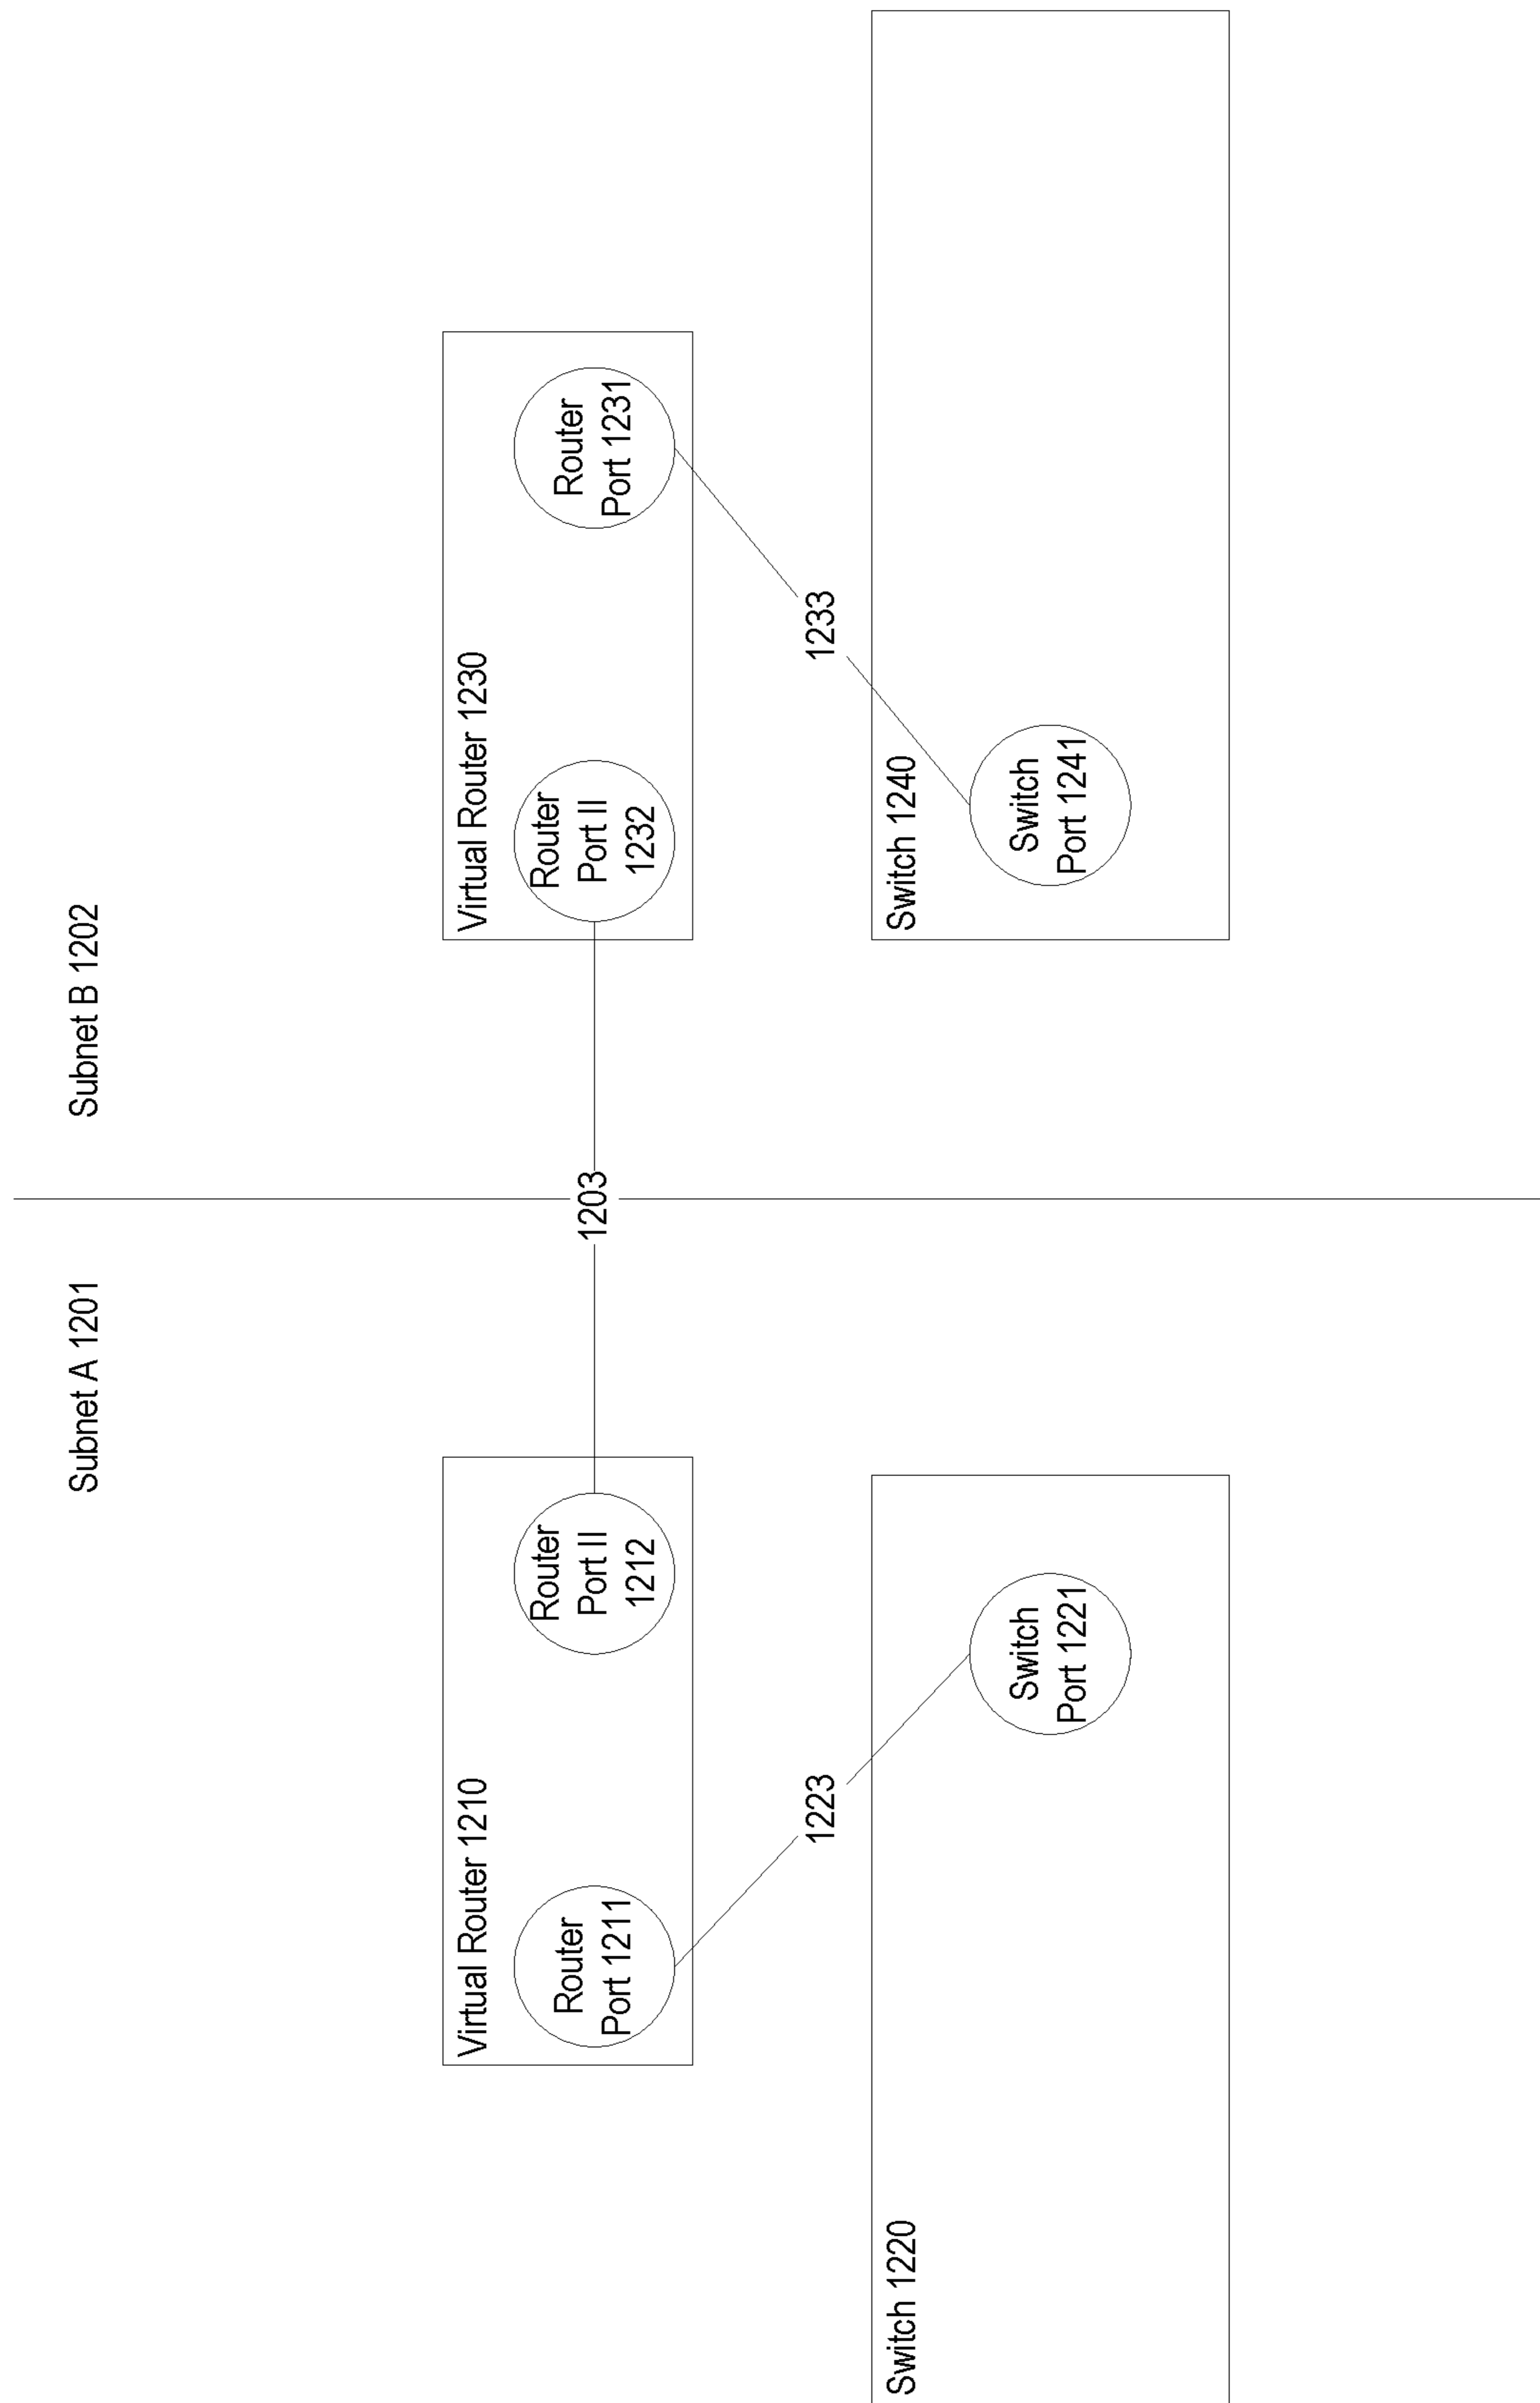 Subnet A 1201
Subnet B 1202
Virtual Router 1210
Router
Port 1211
Router
Port II
1212
1203
Virtual Router 1230
Router
Port II
1232
Router
Port 1231
1223
1233
Switch 1220
Switch
Port 1221
Switch 1240
Switch
Port 1241